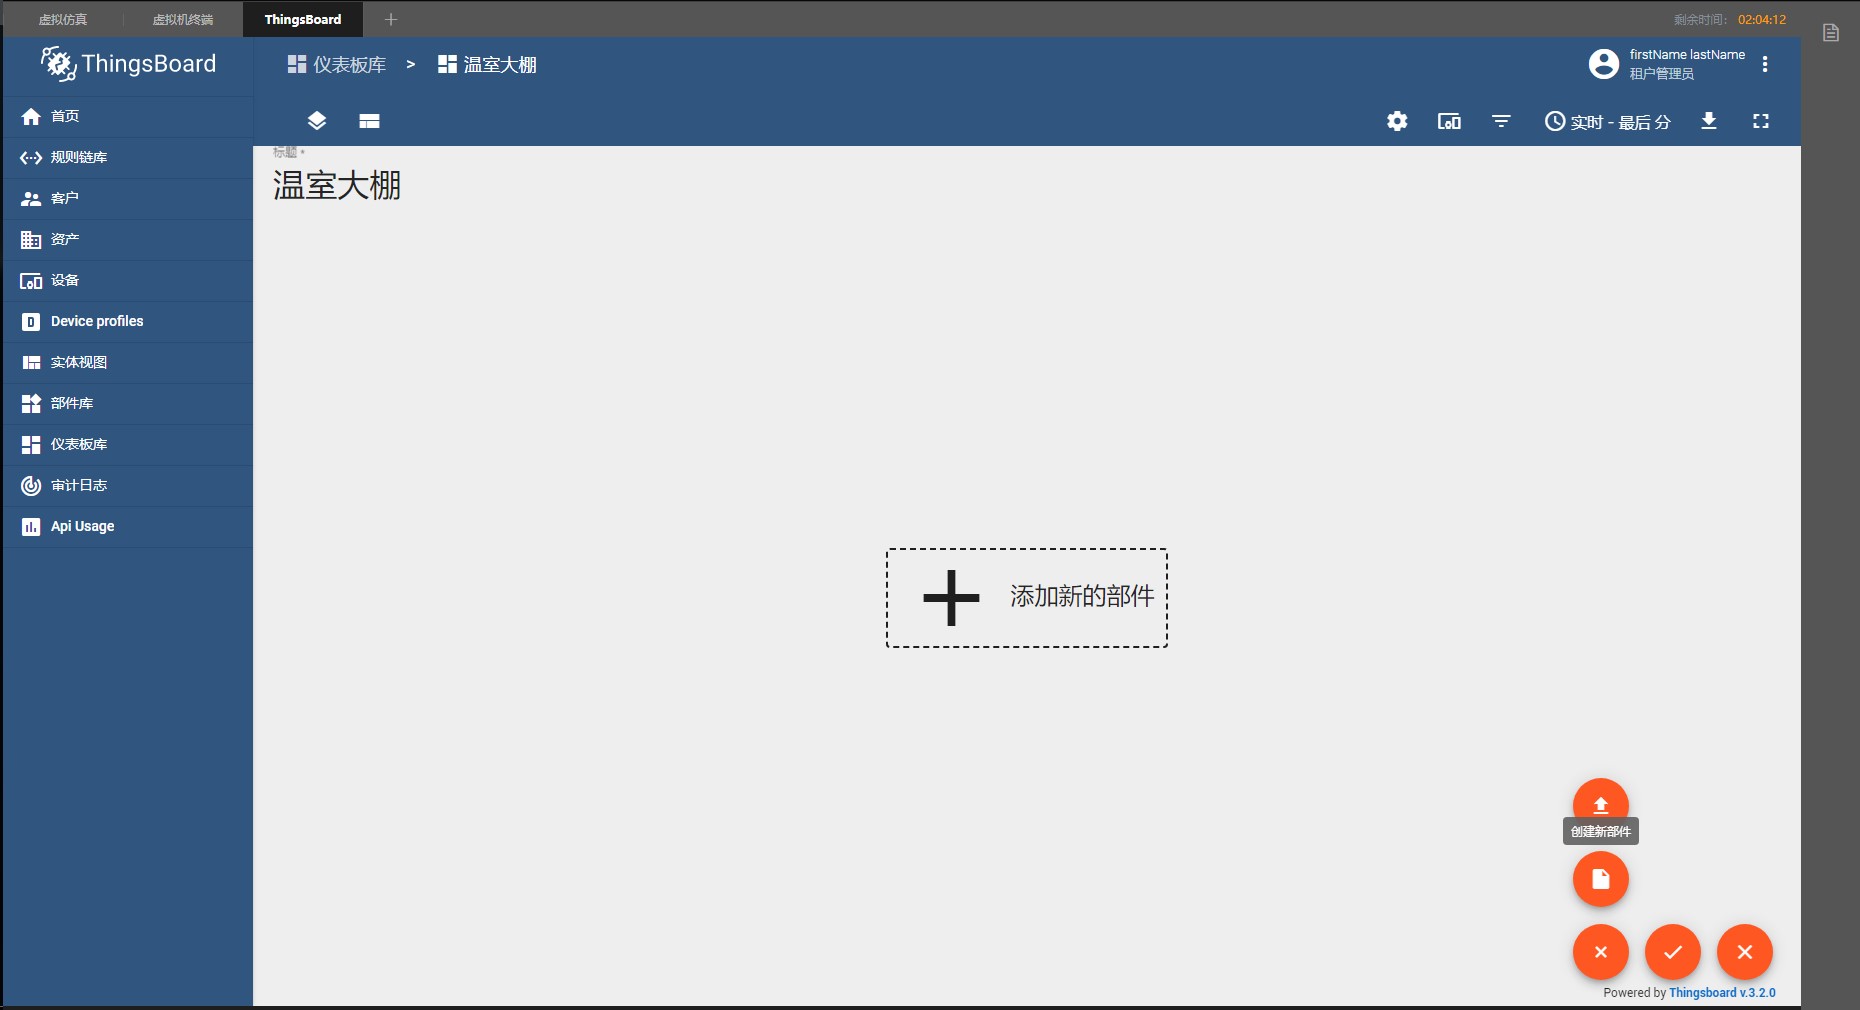 虚拟仿真 虚拟机终端 ThingsBoard 剩余时间: 02:04:12
ThingsBoard
仪表板库 > 温室大棚
firstName lastName
租户管理员
实时 - 最后 分
首页
规则链库
客户
资产
设备
Device profiles
实体视图
部件库
仪表板库
审计日志
Api Usage
标题 *
温室大棚
添加新的部件
创建新部件
Powered by Thingsboard v.3.2.0